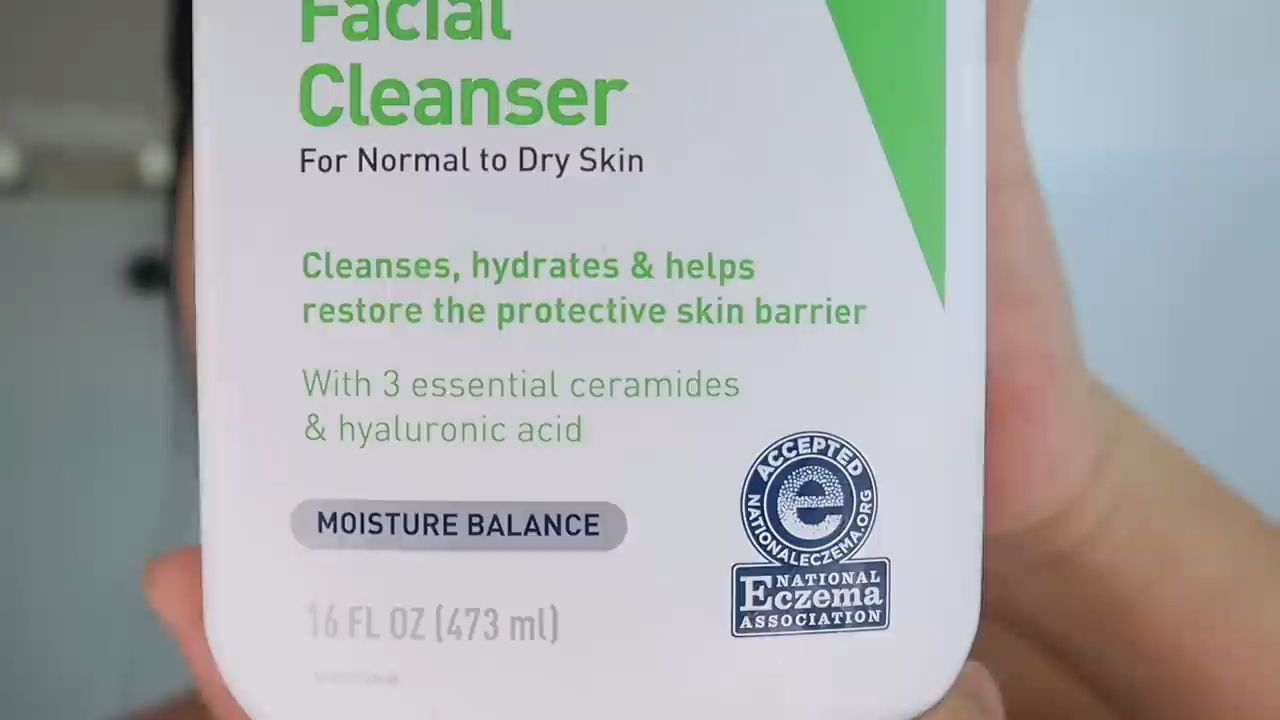 Facial
Cleanser
For Normal to Dry Skin
Cleanses, hydrates & helps
restore the protective skin barrier
With 3 essential ceramides
& hyaluronic acid
MOISTURE BALANCE
16 FL OZ (473 ml)
ACCEPTED
e
NATIONALECZEMA.ORG
NATIONAL
Eczema
ASSOCIATION